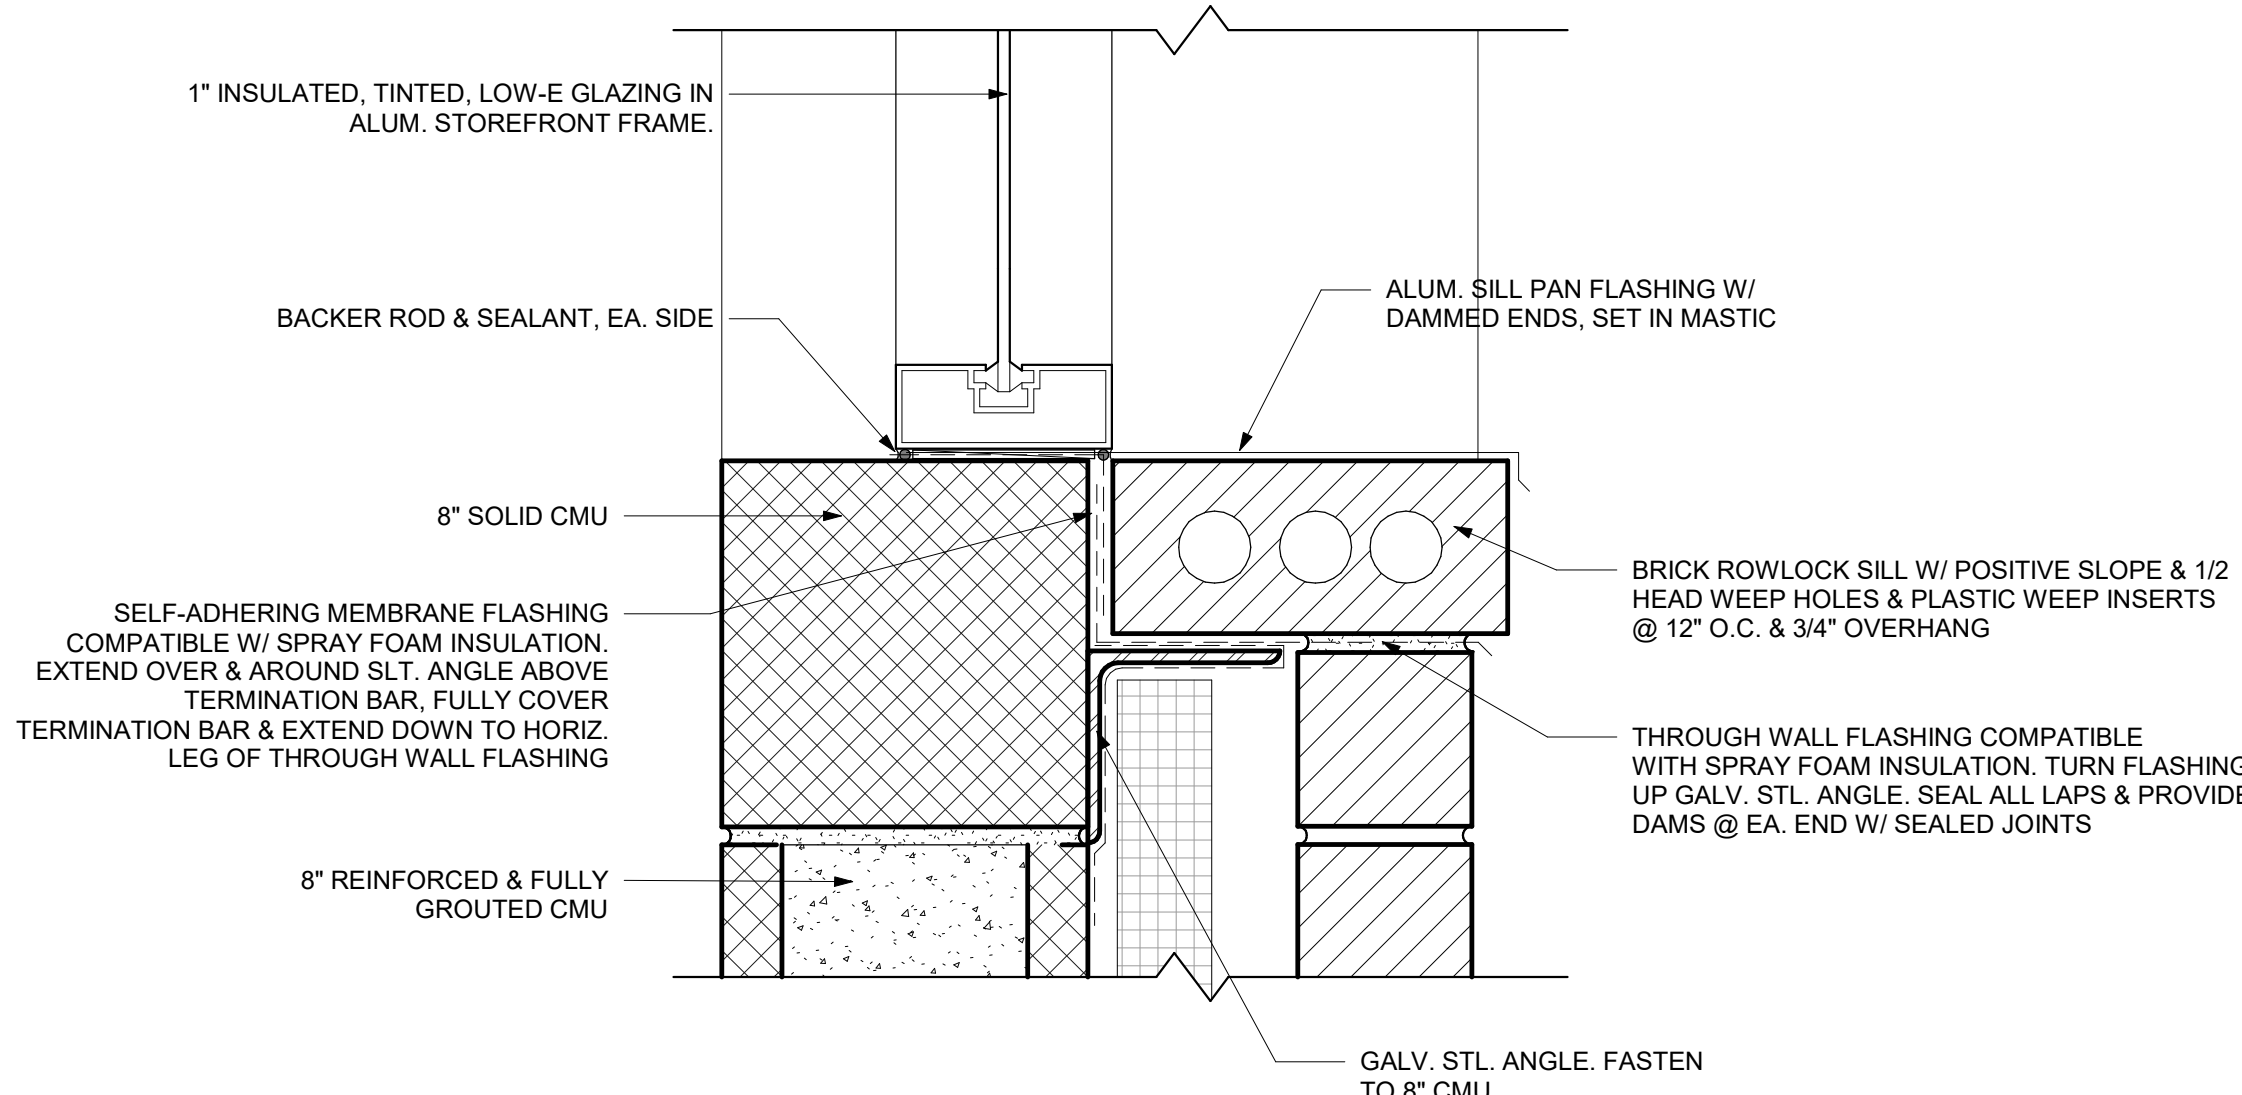 1" INSULATED, TINTED, LOW-E GLAZING IN
ALUM. STOREFRONT FRAME.
BACKER ROD & SEALANT, EA. SIDE
8" SOLID CMU
SELF-ADHERING MEMBRANE FLASHING
COMPATIBLE W/ SPRAY FOAM INSULATION.
EXTEND OVER & AROUND SLT. ANGLE ABOVE
TERMINATION BAR, FULLY COVER
TERMINATION BAR & EXTEND DOWN TO HORIZ.
LEG OF THROUGH WALL FLASHING
8" REINFORCED & FULLY
GROUTED CMU
ALUM. SILL PAN FLASHING W/
DAMMED ENDS, SET IN MASTIC
BRICK ROWLOCK SILL W/ POSITIVE SLOPE & 1/2
HEAD WEEP HOLES & PLASTIC WEEP INSERTS
@ 12" O.C. & 3/4" OVERHANG
THROUGH WALL FLASHING COMPATIBLE
WITH SPRAY FOAM INSULATION. TURN FLASHING
UP GALV. STL. ANGLE. SEAL ALL LAPS & PROVIDE
DAMS @ EA. END W/ SEALED JOINTS
GALV. STL. ANGLE. FASTEN
TO 8" CMU